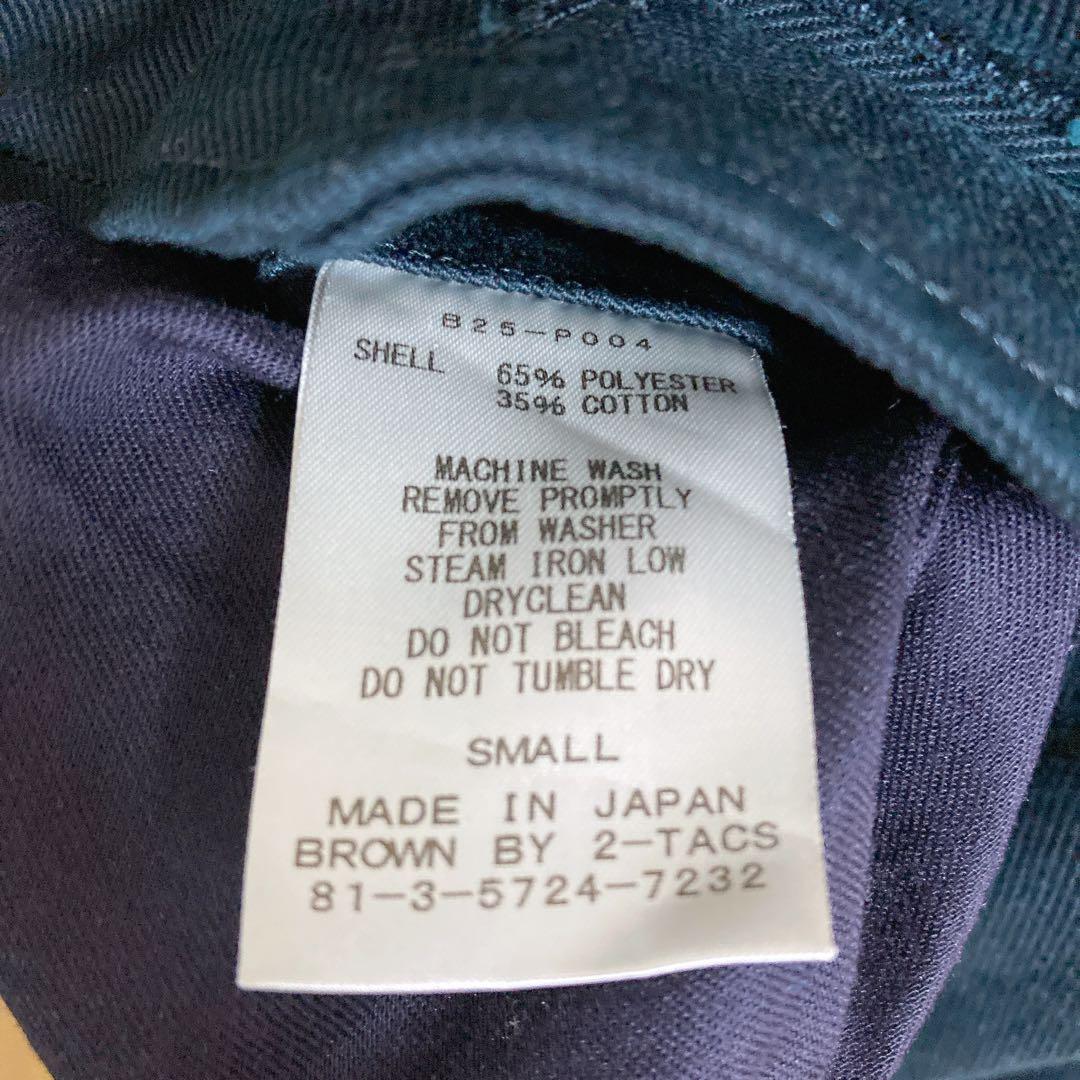 B25-P004
SHELL 65% POLYESTER
35% COTTON
MACHINE WASH
REMOVE PROMPTLY
FROM WASHER
STEAM IRON LOW
DRYCLEAN
DO NOT BLEACH
DO NOT TUMBLE DRY
SMALL
MADE IN JAPAN
BROWN BY 2-TACS
81-3-5724-7232